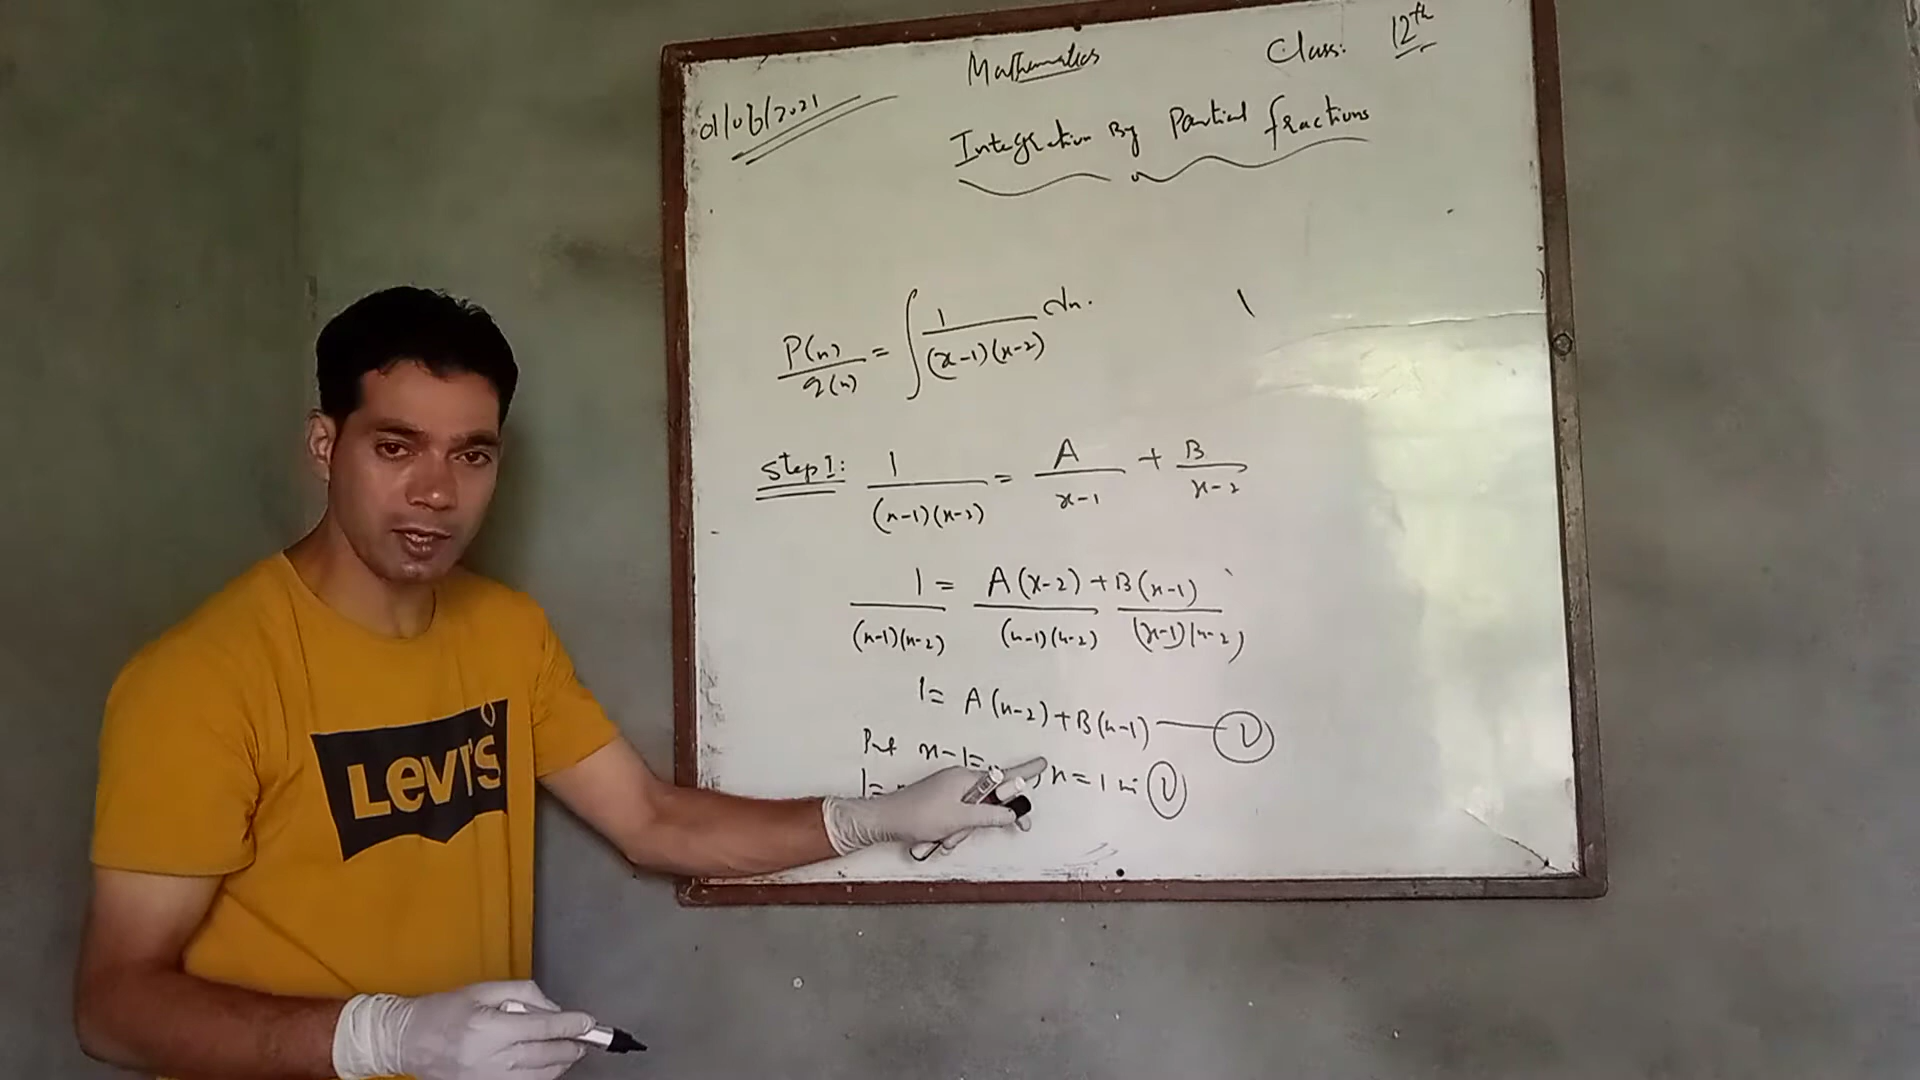 Mathematics
Class: 12th
01/06/2021
Integration By Partial fractions
P(x)/q(x) = ∫ 1/(x-1)(x-2) dx.
Step I: 1/(x-1)(x-2) = A/x-1 + B/x-2
1/(x-1)(x-2) = A(x-2)/(x-1)(x-2) + B(x-1)/(x-1)(x-2)
1 = A(x-2) + B(x-1) — ①
Put x-1= x = 1 in ①
1=
LEVI'S